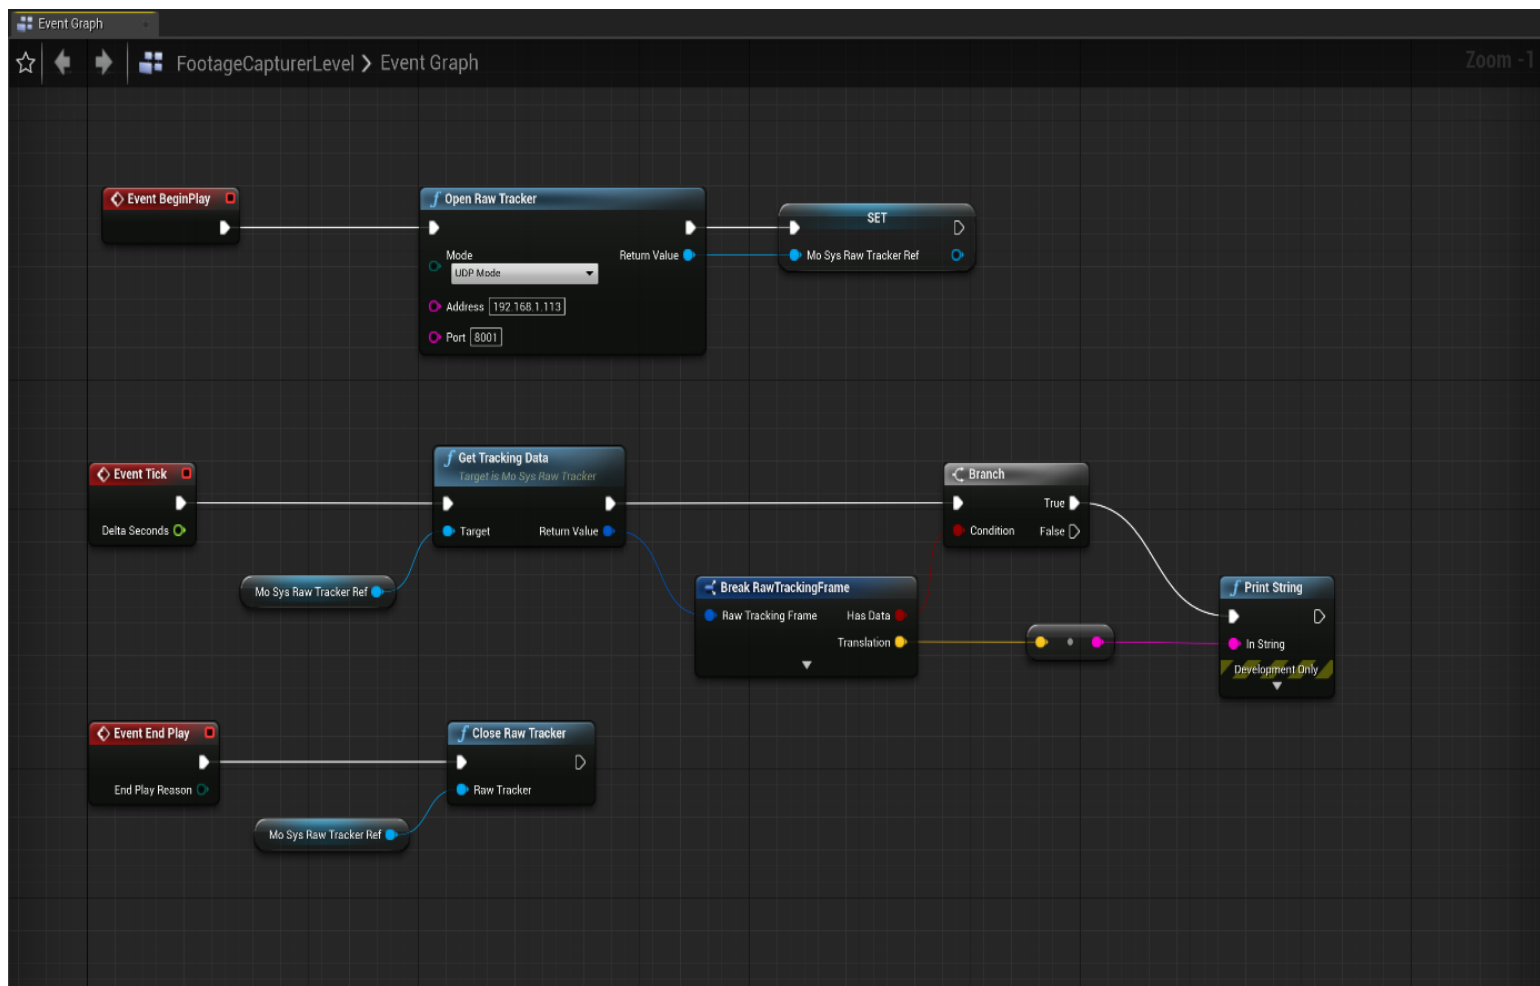 Event Graph
FootageCapturerLevel > Event Graph
Zoom -1
Event BeginPlay
Open Raw Tracker
Mode
UDP Mode
Return Value
Address 192.168.1.113
Port 8001
SET
Mo Sys Raw Tracker Ref
Event Tick
Delta Seconds
Mo Sys Raw Tracker Ref
Get Tracking Data
Target is Mo Sys Raw Tracker
Target Return Value
Break RawTrackingFrame
Raw Tracking Frame Has Data
Translation
Branch
True
Condition False
Print String
In String
Development Only
Event End Play
End Play Reason
Mo Sys Raw Tracker Ref
Close Raw Tracker
Raw Tracker